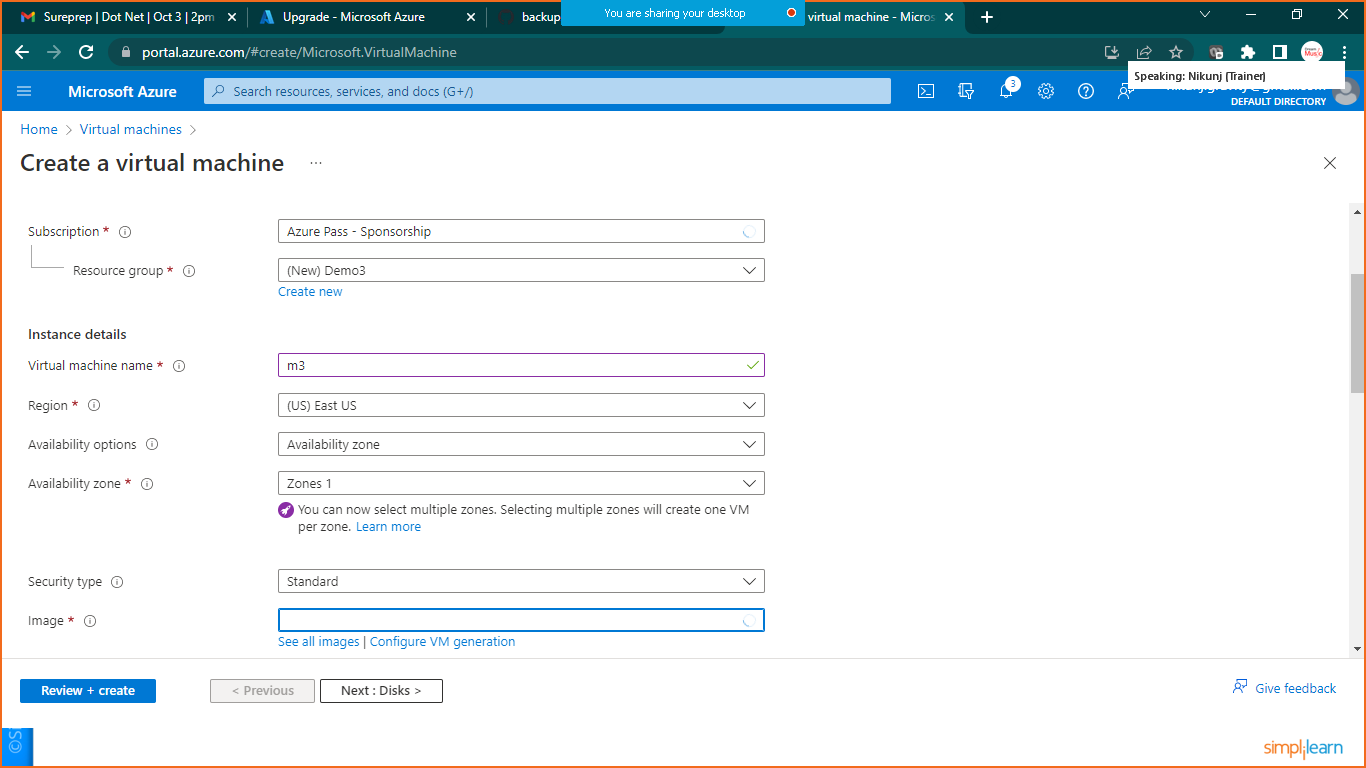 Sureprep | Dot Net | Oct 3 | 2pm
Upgrade - Microsoft Azure
backup
You are sharing your desktop
virtual machine - Micros
portal.azure.com/#create/Microsoft.VirtualMachine
Speaking: Nikunj (Trainer)
Microsoft Azure
Search resources, services, and docs (G+/)
3
DEFAULT DIRECTORY
Home > Virtual machines >
Create a virtual machine ...
Subscription *
Azure Pass - Sponsorship
Resource group *
(New) Demo3
Create new
Instance details
Virtual machine name *
m3
Region *
(US) East US
Availability options
Availability zone
Availability zone *
Zones 1
You can now select multiple zones. Selecting multiple zones will create one VM
per zone. Learn more
Security type
Standard
Image *
See all images | Configure VM generation
Review + create
< Previous
Next : Disks >
Give feedback
©S
simplilearn